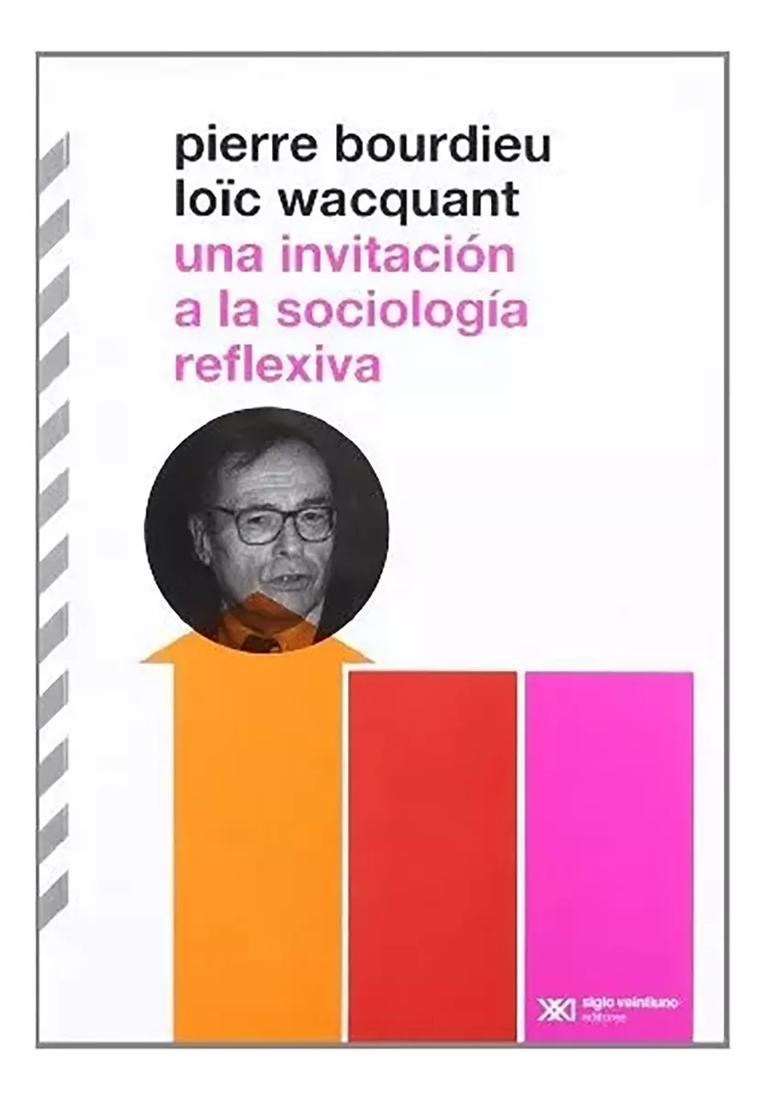 pierre bourdieu
loïc wacquant
una invitación
a la sociología
reflexiva
siglo veintiuno
editores